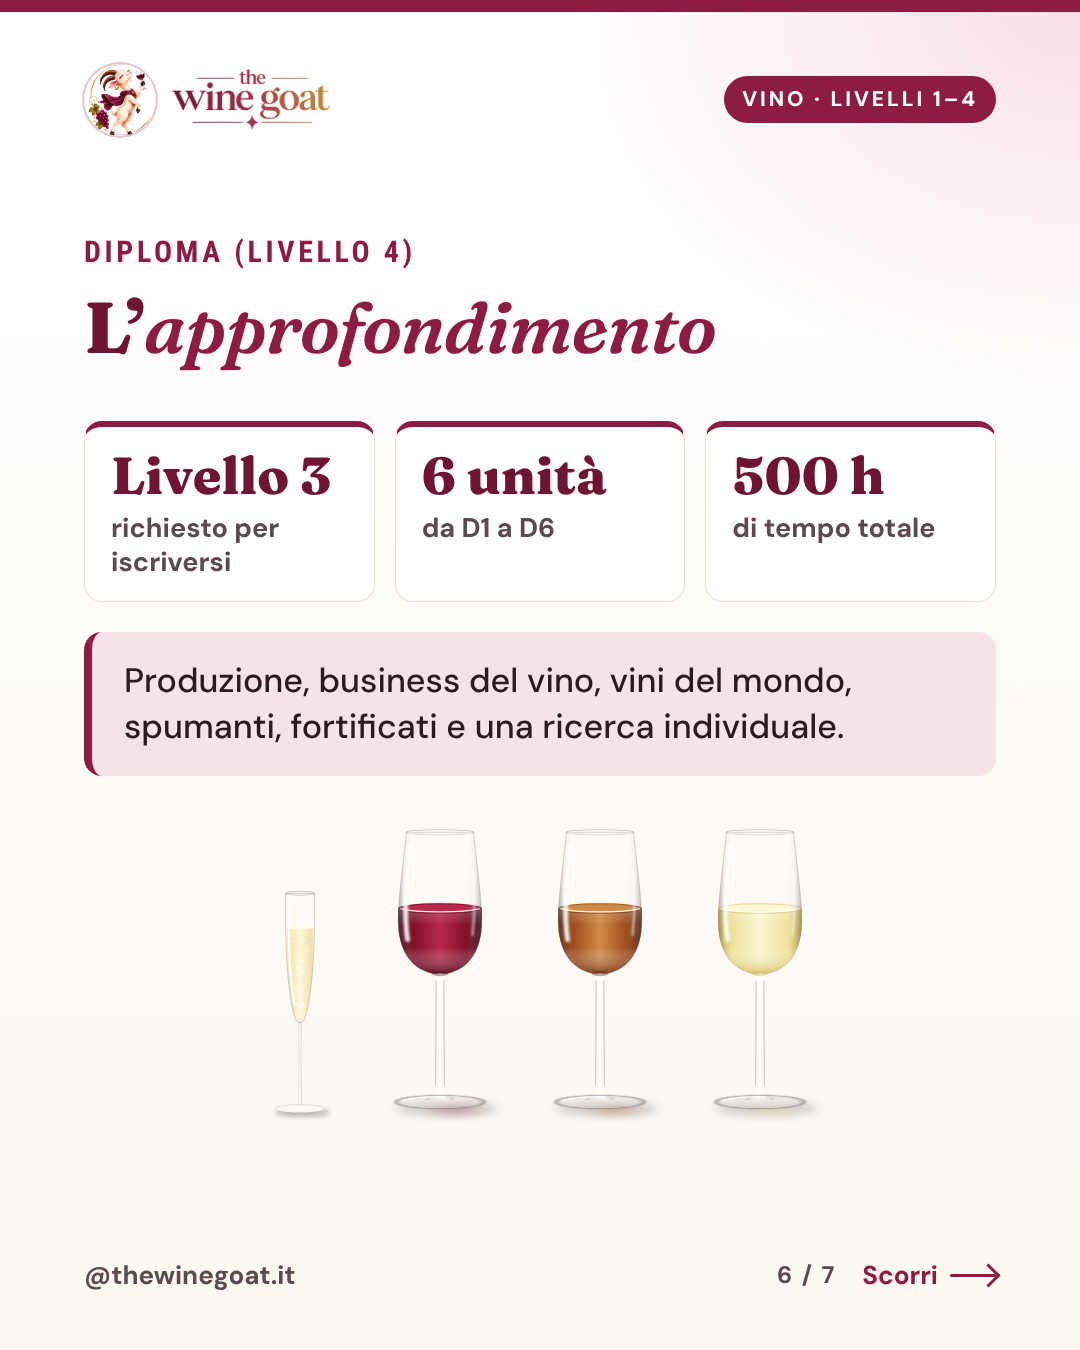 the
wine goat
VINO · LIVELLI 1–4
DIPLOMA (LIVELLO 4)
L’approfondimento
Livello 3
richiesto per
iscriversi
6 unità
da D1 a D6
500 h
di tempo totale
Produzione, business del vino, vini del mondo,
spumanti, fortificati e una ricerca individuale.
@thewinegoat.it
6 / 7
Scorri